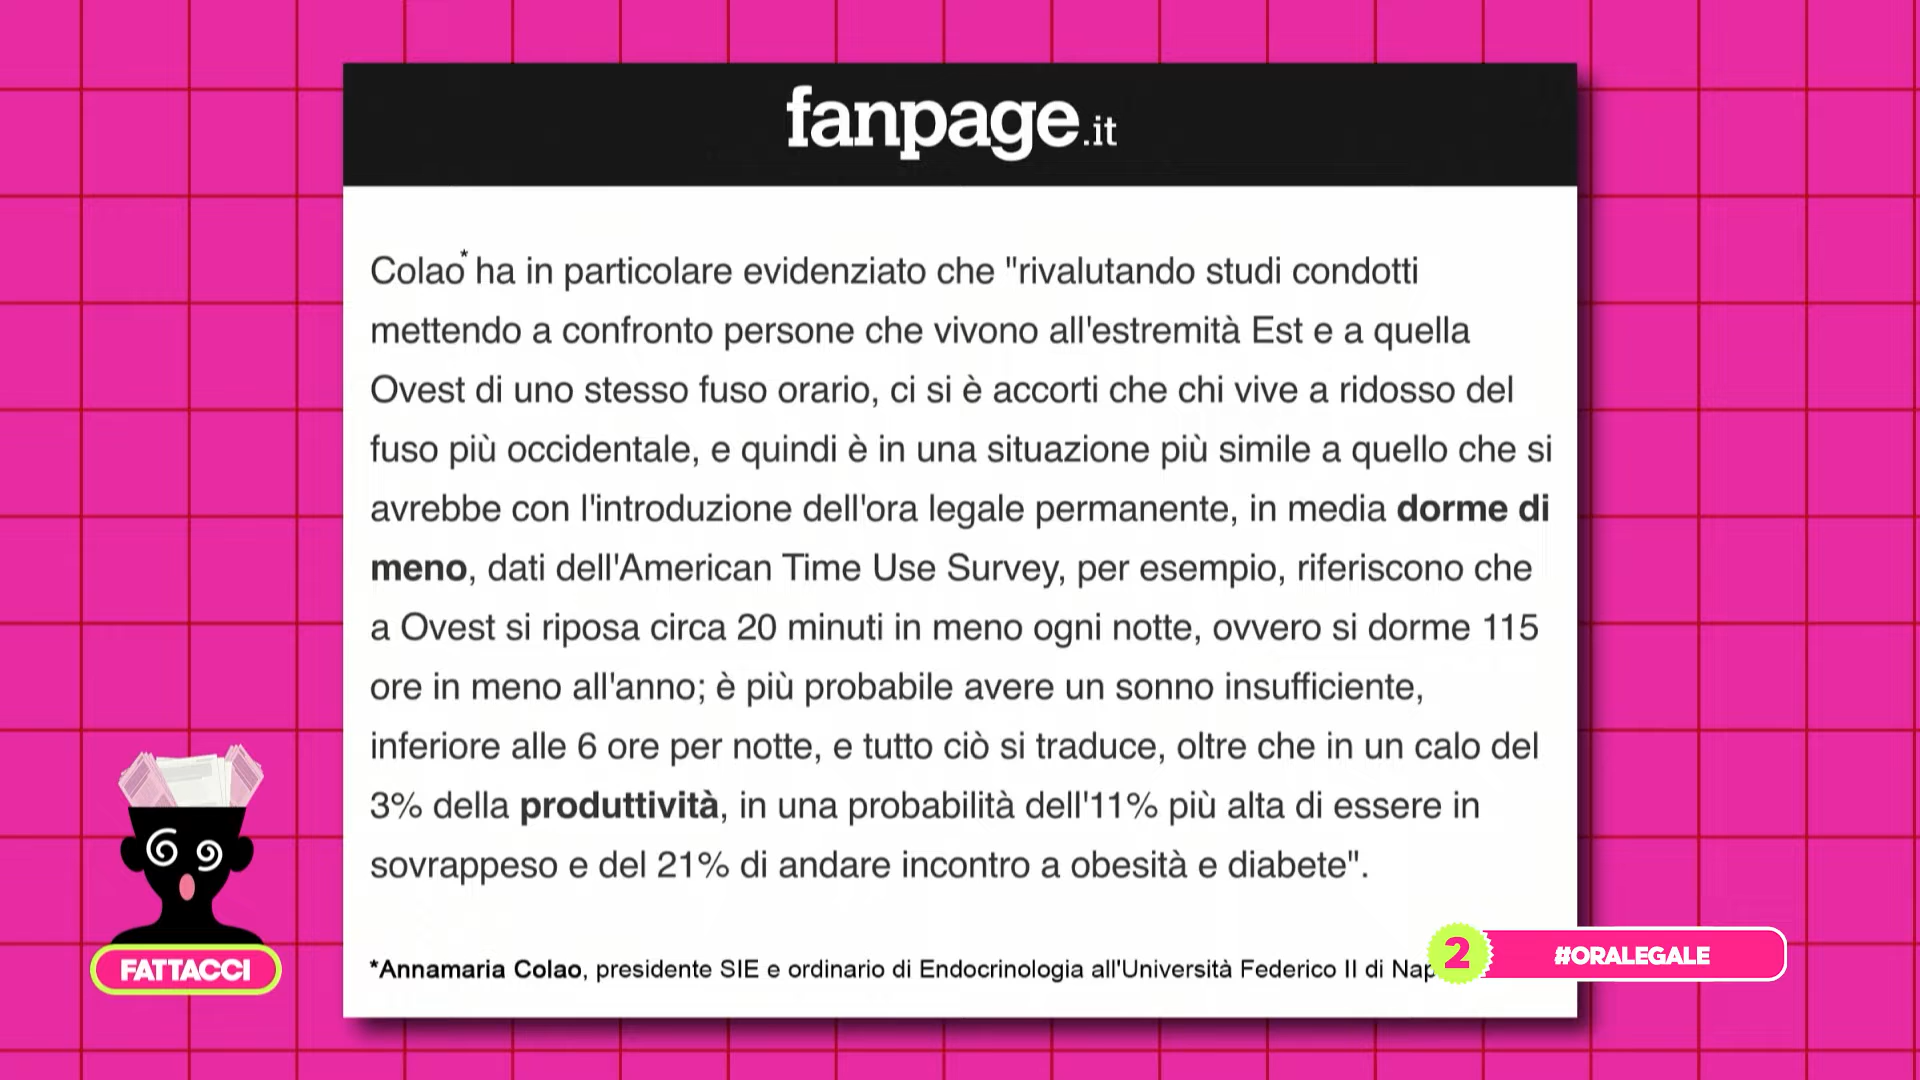 fanpage.it
Colao* ha in particolare evidenziato che "rivalutando studi condotti
mettendo a confronto persone che vivono all'estremità Est e a quella
Ovest di uno stesso fuso orario, ci si è accorti che chi vive a ridosso del
fuso più occidentale, e quindi è in una situazione più simile a quello che si
avrebbe con l'introduzione dell'ora legale permanente, in media dorme di
meno, dati dell'American Time Use Survey, per esempio, riferiscono che
a Ovest si riposa circa 20 minuti in meno ogni notte, ovvero si dorme 115
ore in meno all'anno; è più probabile avere un sonno insufficiente,
inferiore alle 6 ore per notte, e tutto ciò si traduce, oltre che in un calo del
3% della produttività, in una probabilità dell'11% più alta di essere in
sovrappeso e del 21% di andare incontro a obesità e diabete".
*Annamaria Colao, presidente SIE e ordinario di Endocrinologia all'Università Federico II di Nap
2 #ORALEGALE
FATTACCI